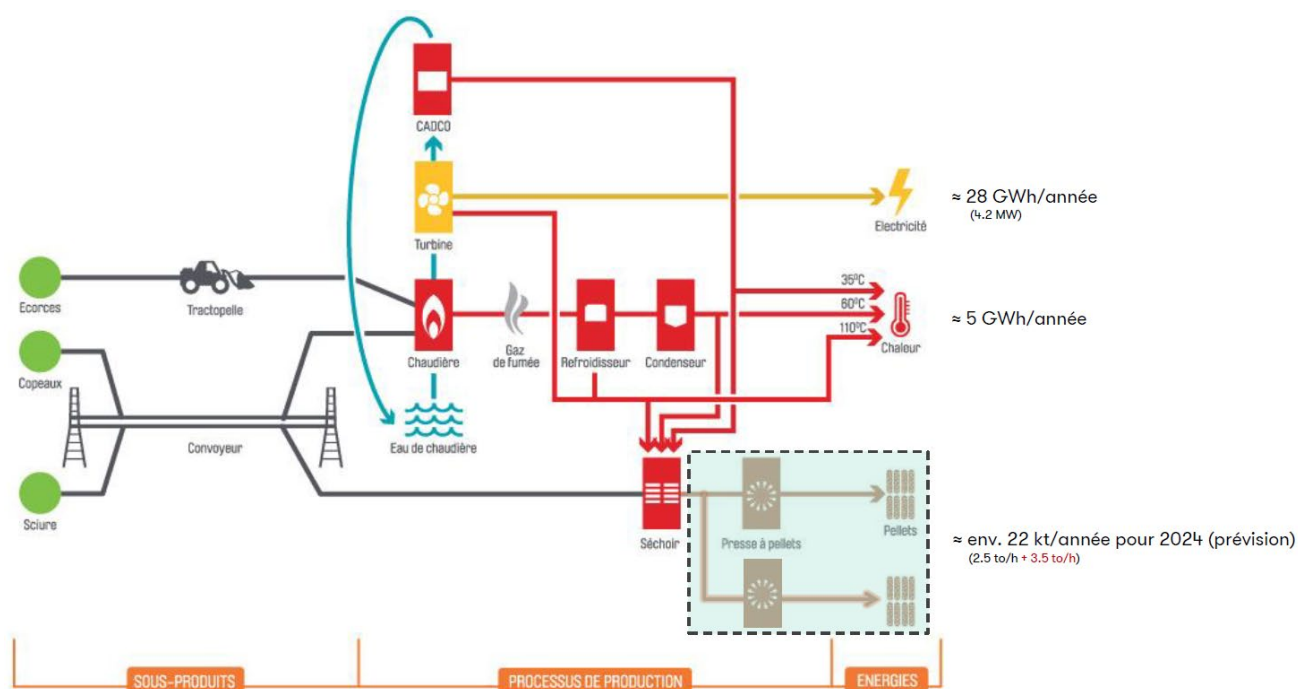 CADCO
Turbine
Electricité
≈ 28 GWh/année
(4.2 MW)
Ecorces
Tractopelle
Chaudière
Gaz
de fumée
Refroidisseur
Condenseur
35°C
60°C
110°C
Chaleur
≈ 5 GWh/année
Copeaux
Convoyeur
Eau de chaudière
Sciure
Séchoir
Presse à pellets
Pellets
≈ env. 22 kt/année pour 2024 (prévision)
(2.5 to/h + 3.5 to/h)
SOUS-PRODUITS
PROCESSUS DE PRODUCTION
ENERGIES